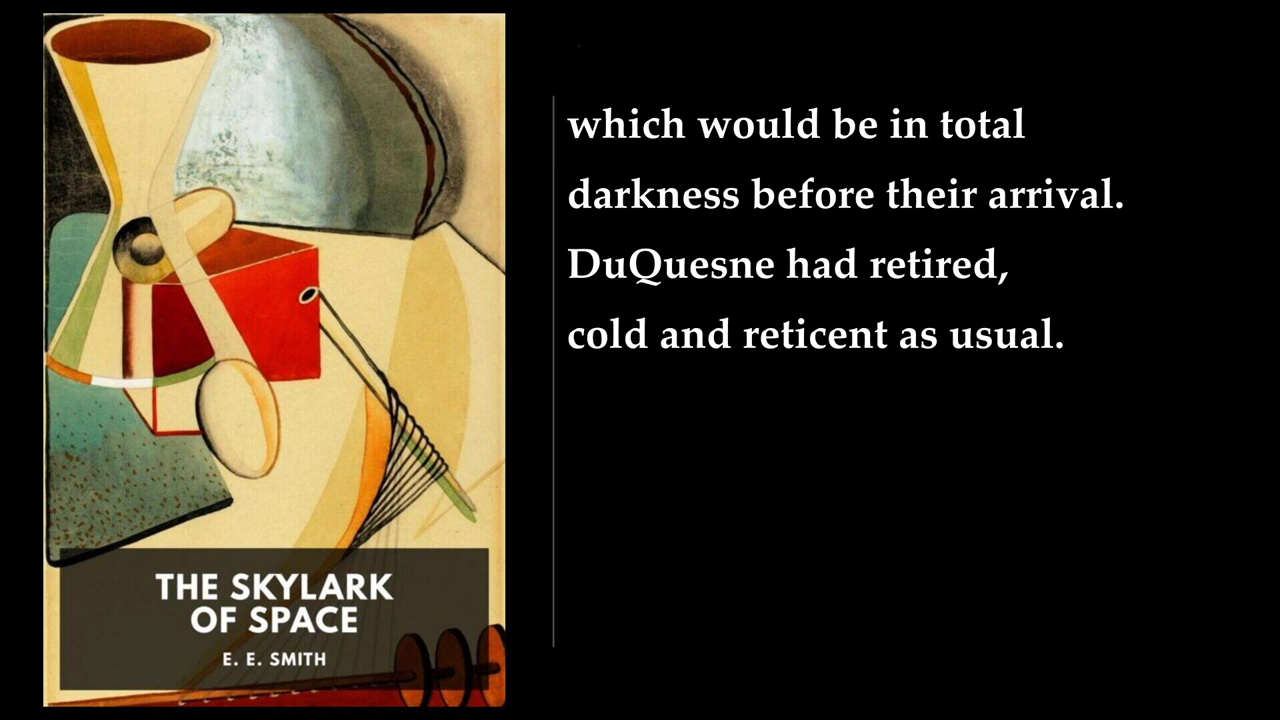 THE SKYLARK
OF SPACE
E. E. SMITH
which would be in total
darkness before their arrival.
DuQuesne had retired,
cold and reticent as usual.